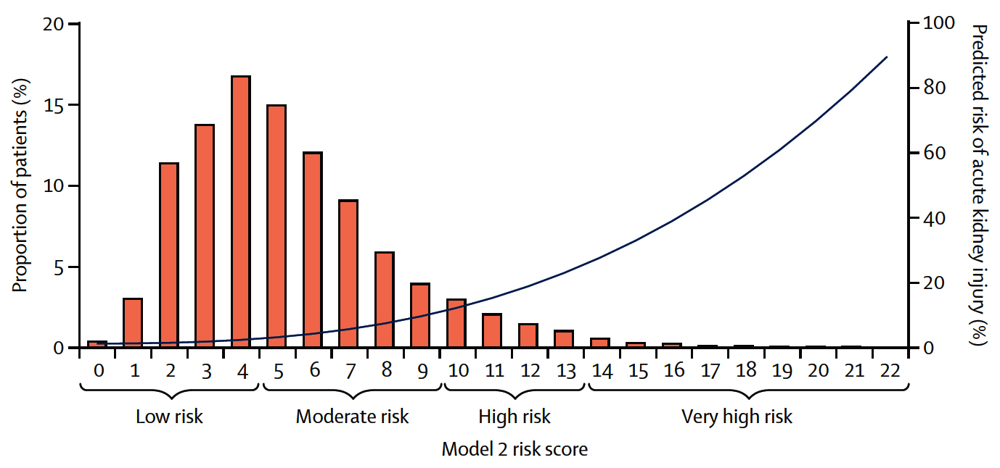 Proportion of patients (%)
20
15
10
5
0
100
80
60
40
20
0
Predicted risk of acute kidney injury (%)
0 1 2 3 4 5 6 7 8 9 10 11 12 13 14 15 16 17 18 19 20 21 22
Low risk Moderate risk High risk Very high risk
Model 2 risk score